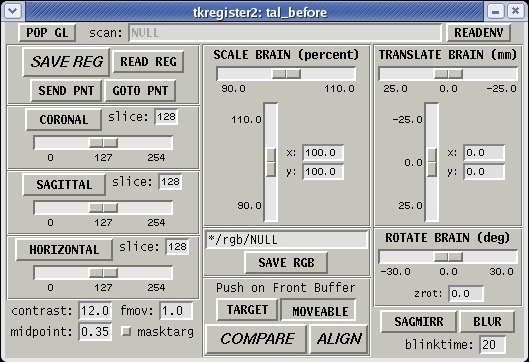 tkregister2: tal_before
POP GL scan: NULL READENV
SAVE REG READ REG
SEND PNT GOTO PNT
CORONAL slice: 128
0 127 254
SAGITTAL slice: 128
0 127 254
HORIZONTAL slice: 128
0 127 254
contrast: 12.0 fmov: 1.0
midpoint: 0.35 masktarg
SCALE BRAIN (percent)
90.0 110.0
110.0
x: 100.0
y: 100.0
90.0
*/rgb/NULL
SAVE RGB
Push on Front Buffer
TARGET MOVEABLE
COMPARE ALIGN
TRANSLATE BRAIN (mm)
25.0 0.0 -25.0
-25.0
x: 0.0
0.0
y: 0.0
25.0
ROTATE BRAIN (deg)
-30.0 0.0 30.0
zrot: 0.0
SAGMIRR BLUR
blinktime: 20